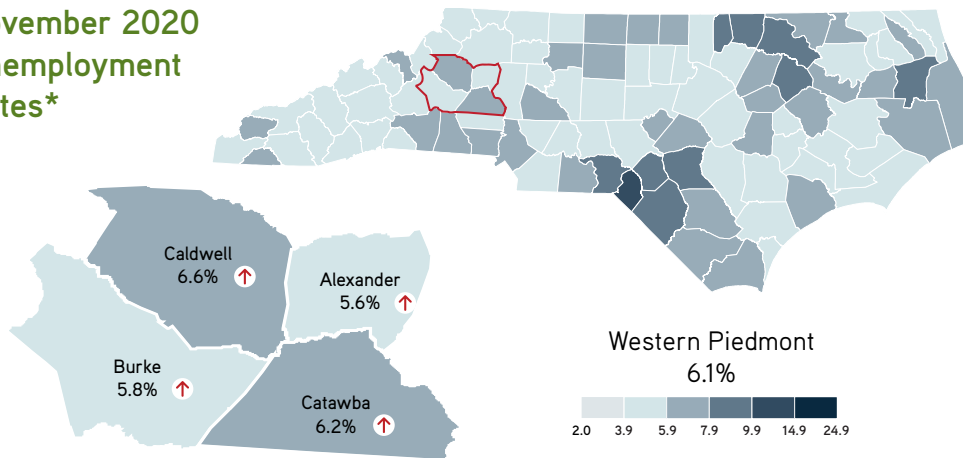 vember 2020
nemployment
tes*
Caldwell
6.6%
Alexander
5.6%
Burke
5.8%
Catawba
6.2%
Western Piedmont
6.1%
2.0 3.9 5.9 7.9 9.9 14.9 24.9